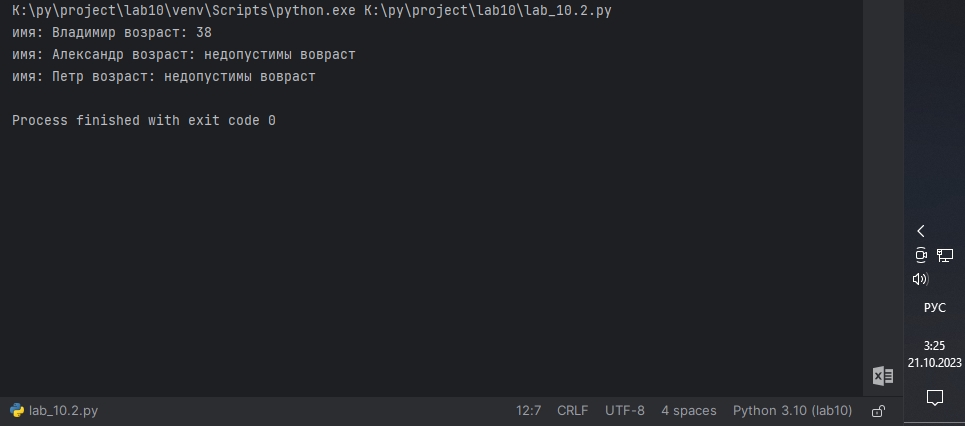 K:\py\project\lab10\venv\Scripts\python.exe K:\py\project\lab10\lab_10.2.py
имя: Владимир возраст: 38
имя: Александр возраст: недопустимы вовраст
имя: Петр возраст: недопустимы вовраст
Process finished with exit code 0
РУС
3:25
21.10.2023
lab_10.2.py 12:7 CRLF UTF-8 4 spaces Python 3.10 (lab10)